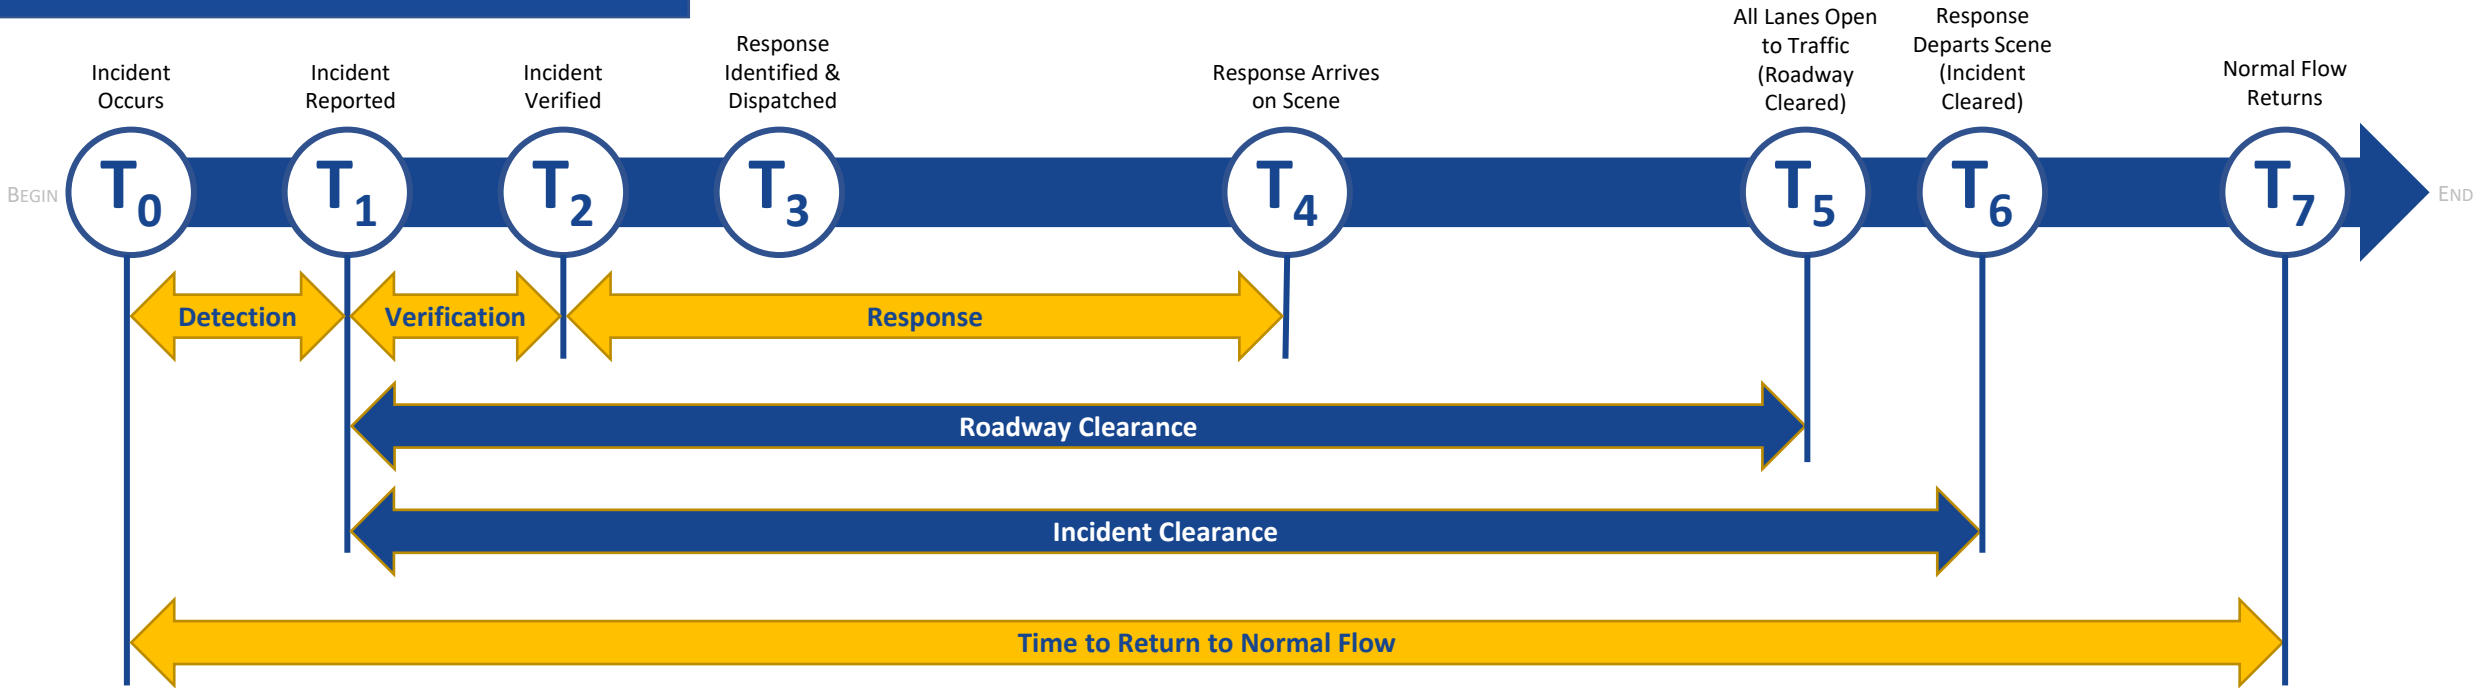 Incident
Occurs
Incident
Reported
Incident
Verified
Response
Identified &
Dispatched
Response Arrives
on Scene
All Lanes Open
to Traffic
(Roadway
Cleared)
Response
Departs Scene
(Incident
Cleared)
Normal Flow
Returns
BEGIN
T0
T1
T2
T3
T4
T5
T6
T7
END
Detection
Verification
Response
Roadway Clearance
Incident Clearance
Time to Return to Normal Flow